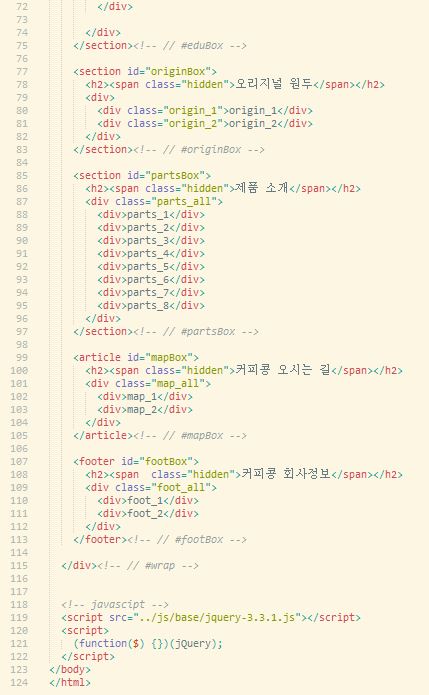 72 </div>
73
74 </div>
75 </section><!-- // #eduBox -->
76
77 <section id="originBox">
78 <h2><span class="hidden">오리지널 원두</span></h2>
79 <div>
80 <div class="origin_1">origin_1</div>
81 <div class="origin_2">origin_2</div>
82 </div>
83 </section><!-- // #originBox -->
84
85 <section id="partsBox">
86 <h2><span class="hidden">제품 소개</span></h2>
87 <div class="parts_all">
88 <div>parts_1</div>
89 <div>parts_2</div>
90 <div>parts_3</div>
91 <div>parts_4</div>
92 <div>parts_5</div>
93 <div>parts_6</div>
94 <div>parts_7</div>
95 <div>parts_8</div>
96 </div>
97 </section><!-- // #partsBox -->
98
99 <article id="mapBox">
100 <h2><span class="hidden">커피콩 오시는 길</span></h2>
101 <div class="map_all">
102 <div>map_1</div>
103 <div>map_2</div>
104 </div>
105 </article><!-- // #mapBox -->
106
107 <footer id="footBox">
108 <h2><span  class="hidden">커피콩 회사정보</span></h2>
109 <div class="foot_all">
110 <div>foot_1</div>
111 <div>foot_2</div>
112 </div>
113 </footer><!-- // #footBox -->
114
115 </div><!-- // #wrap -->
116
117
118 <!-- javascipt -->
119 <script src="../js/base/jquery-3.3.1.js"></script>
120 <script>
121 (function($) {})(jQuery);
122 </script>
123 </body>
124 </html>